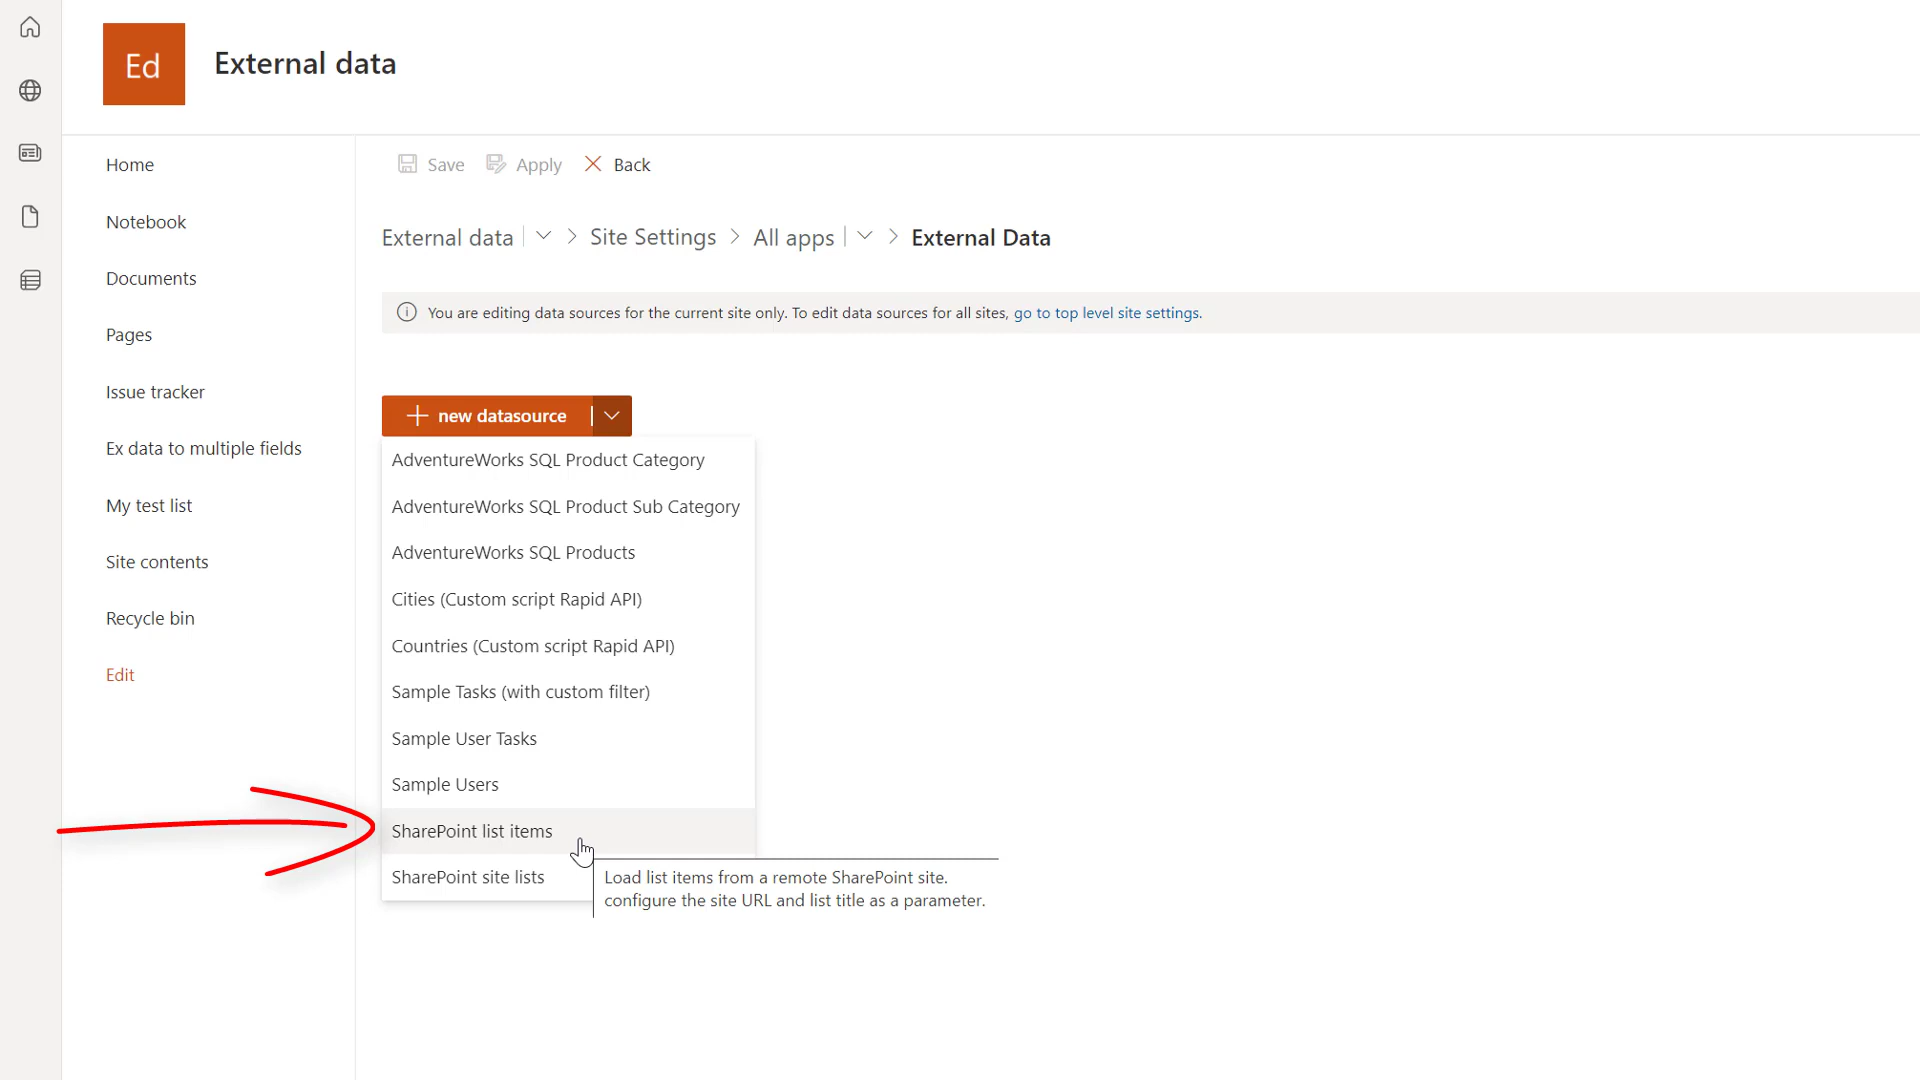 Ed
External data
Home
Notebook
Documents
Pages
Issue tracker
Ex data to multiple fields
My test list
Site contents
Recycle bin
Edit
Save Apply Back
External data > Site Settings > All apps > External Data
You are editing data sources for the current site only. To edit data sources for all sites, go to top level site settings.
+ new datasource
AdventureWorks SQL Product Category
AdventureWorks SQL Product Sub Category
AdventureWorks SQL Products
Cities (Custom script Rapid API)
Countries (Custom script Rapid API)
Sample Tasks (with custom filter)
Sample User Tasks
Sample Users
SharePoint list items
SharePoint site lists
Load list items from a remote SharePoint site.
configure the site URL and list title as a parameter.